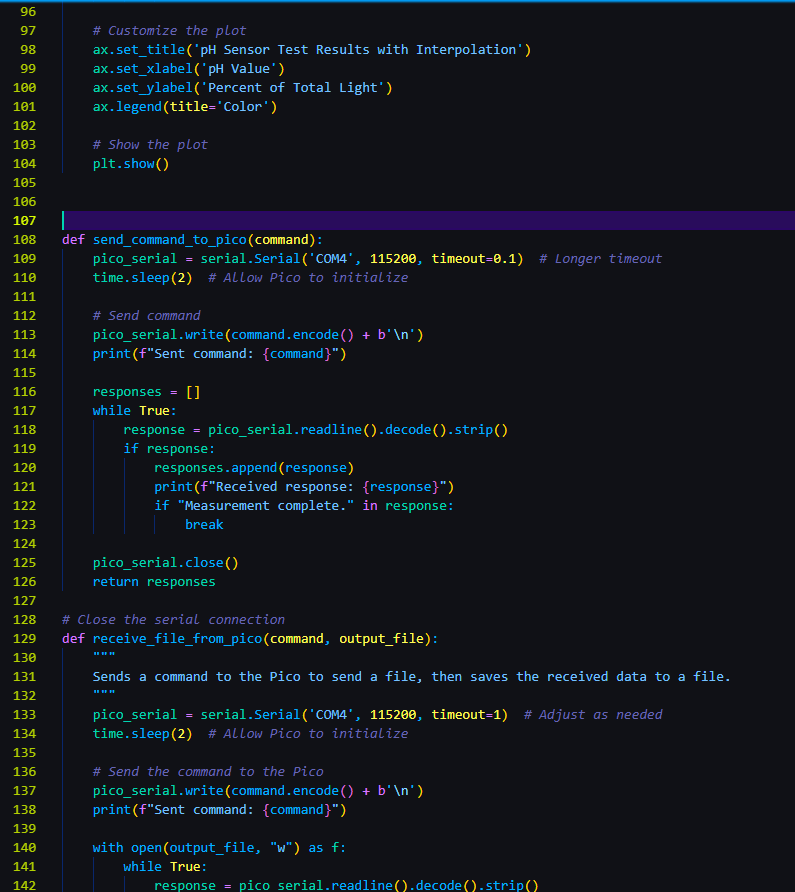 96
97 # Customize the plot
98 ax.set_title('pH Sensor Test Results with Interpolation')
99 ax.set_xlabel('pH Value')
100 ax.set_ylabel('Percent of Total Light')
101 ax.legend(title='Color')
102
103 # Show the plot
104 plt.show()
105
106
107
108 def send_command_to_pico(command):
109 pico_serial = serial.Serial('COM4', 115200, timeout=0.1)  # Longer timeout
110 time.sleep(2)  # Allow Pico to initialize
111
112 # Send command
113 pico_serial.write(command.encode() + b'\n')
114 print(f"Sent command: {command}")
115
116 responses = []
117 while True:
118 response = pico_serial.readline().decode().strip()
119 if response:
120 responses.append(response)
121 print(f"Received response: {response}")
122 if "Measurement complete." in response:
123 break
124
125 pico_serial.close()
126 return responses
127
128 # Close the serial connection
129 def receive_file_from_pico(command, output_file):
130 """
131 Sends a command to the Pico to send a file, then saves the received data to a file.
132 """
133 pico_serial = serial.Serial('COM4', 115200, timeout=1)  # Adjust as needed
134 time.sleep(2)  # Allow Pico to initialize
135
136 # Send the command to the Pico
137 pico_serial.write(command.encode() + b'\n')
138 print(f"Sent command: {command}")
139
140 with open(output_file, "w") as f:
141 while True:
142 response = pico_serial.readline().decode().strip()